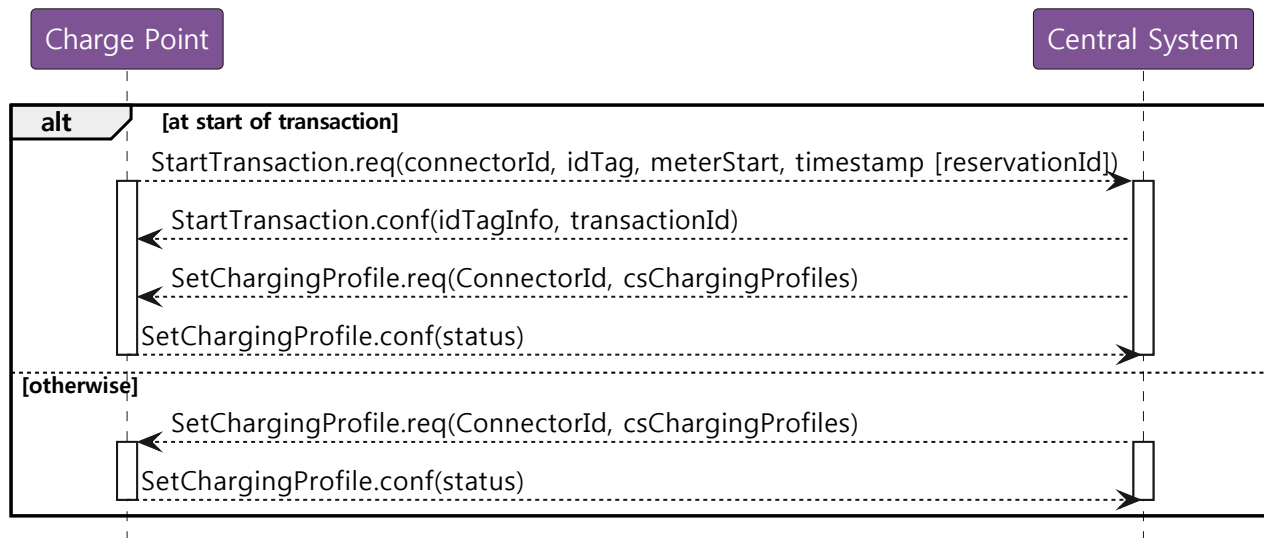 Charge Point
Central System
alt
[at start of transaction]
StartTransaction.req(connectorId, idTag, meterStart, timestamp [reservationId])
StartTransaction.conf(idTagInfo, transactionId)
SetChargingProfile.req(ConnectorId, csChargingProfiles)
SetChargingProfile.conf(status)
[otherwise]
SetChargingProfile.req(ConnectorId, csChargingProfiles)
SetChargingProfile.conf(status)